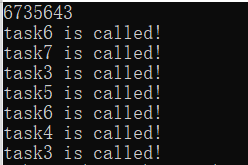 6735643
task6 is called!
task7 is called!
task3 is called!
task5 is called!
task6 is called!
task4 is called!
task3 is called!